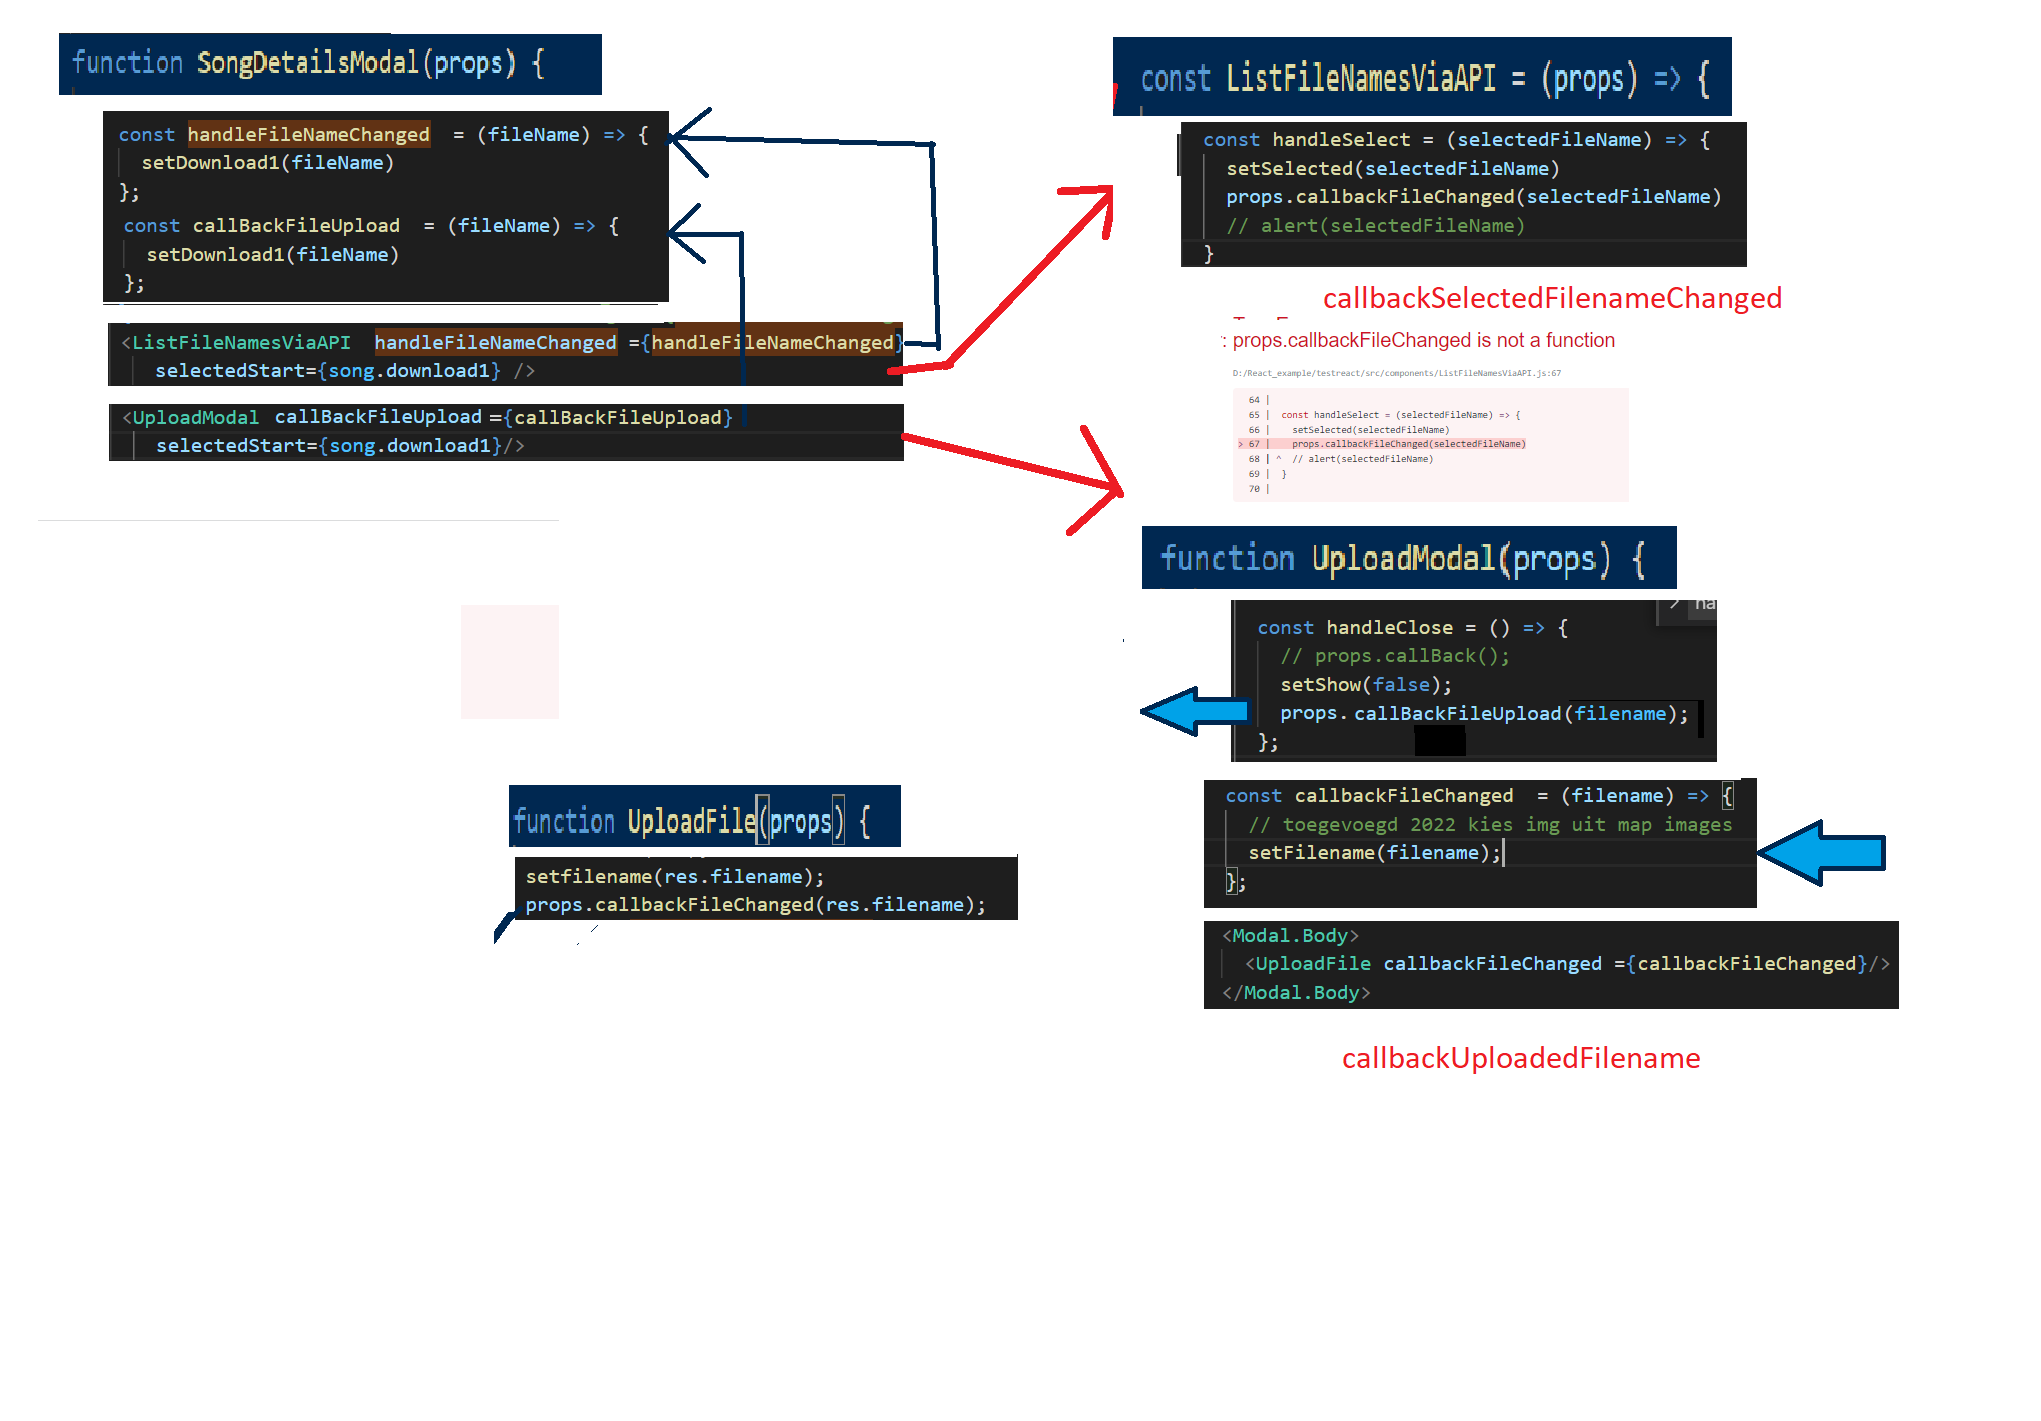 function SongDetailsModal(props) {
const handleFileNameChanged  = (fileName) => {
setDownload1(fileName)
};
const callBackFileUpload  = (fileName) => {
setDownload1(fileName)
};
<ListFileNamesViaAPI  handleFileNameChanged ={handleFileNameChanged}
selectedStart={song.download1} />
<UploadModal callBackFileUpload ={callBackFileUpload}
selectedStart={song.download1}/>
const ListFileNamesViaAPI = (props) => {
const handleSelect = (selectedFileName) => {
setSelected(selectedFileName)
props.callbackFileChanged(selectedFileName)
// alert(selectedFileName)
}
callbackSelectedFilenameChanged
: props.callbackFileChanged is not a function
D:/React_example/testreact/src/components/ListFileNamesViaAPI.js:67
64 |
65 | const handleSelect = (selectedFileName) => {
66 | setSelected(selectedFileName)
> 67 | props.callbackFileChanged(selectedFileName)
68 | ^ // alert(selectedFileName)
69 | }
70 |
function UploadModal(props) {
const handleClose = () => {
// props.callBack();
setShow(false);
props. callBackFileUpload(filename);
};
const callbackFileChanged  = (filename) => {
// toegevoegd 2022 kies img uit map images
setFilename(filename);
};
<Modal.Body>
<UploadFile callbackFileChanged ={callbackFileChanged}/>
</Modal.Body>
callbackUploadedFilename
function UploadFile(props) {
setfilename(res.filename);
props.callbackFileChanged(res.filename);